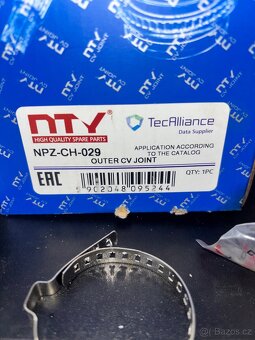 NTY
HIGH QUALITY SPARE PARTS
TecAlliance
Data Supplier
NPZ-CH-029
APPLICATION ACCORDING
TO THE CATALOG
OUTER CV JOINT
EAC
5902048095244
QTY: 1PC
Bazoš.cz